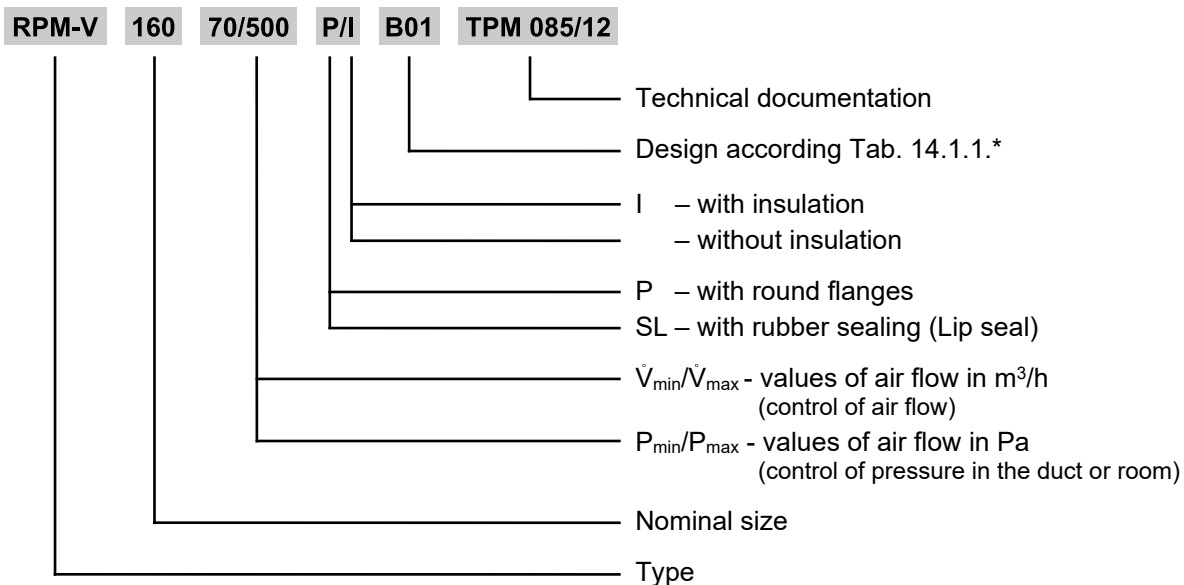 RPM-V 160 70/500 P/I B01 TPM 085/12
Technical documentation
Design according Tab. 14.1.1.*
I – with insulation
– without insulation
P – with round flanges
SL – with rubber sealing (Lip seal)
V̊min/V̊max - values of air flow in m³/h
(control of air flow)
Pmin/Pmax - values of air flow in Pa
(control of pressure in the duct or room)
Nominal size
Type